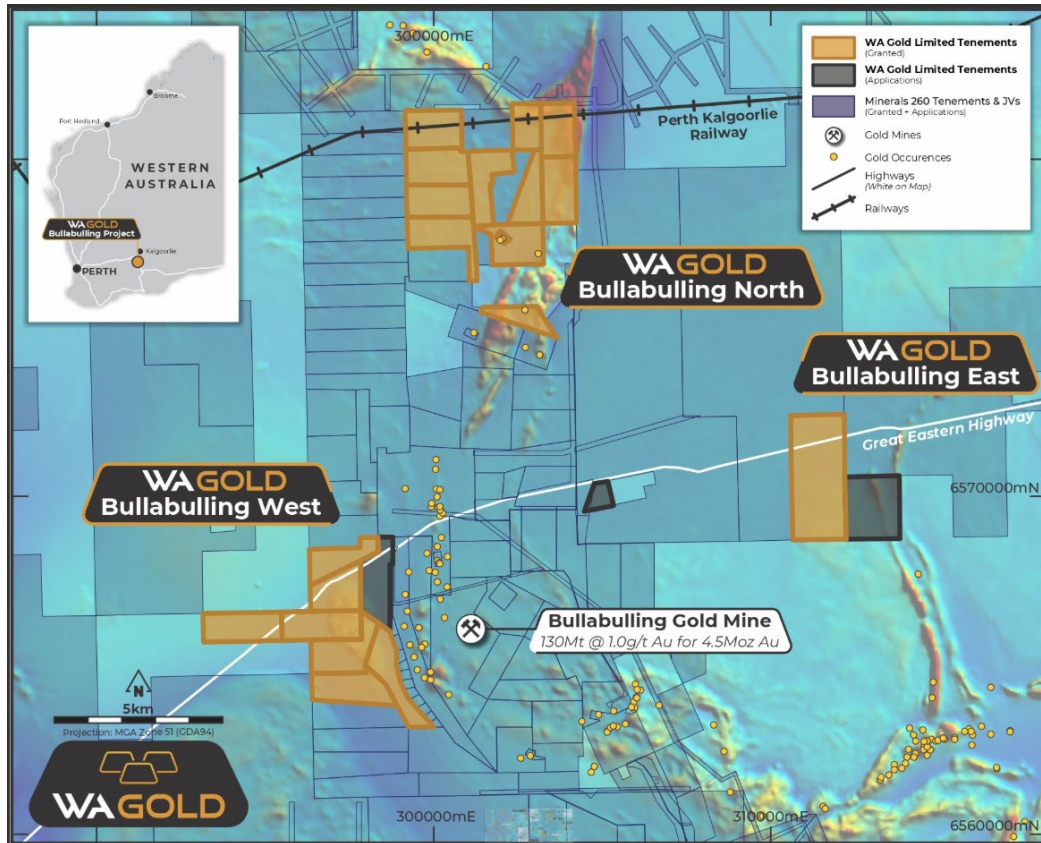 300000mE
Broome
Port Hedland
WESTERN
AUSTRALIA
WA GOLD
Bullabulling Project
Kalgoorlie
PERTH
WA Gold Limited Tenements
(Granted)
WA Gold Limited Tenements
(Applications)
Minerals 260 Tenements & JVs
(Granted + Applications)
Gold Mines
Gold Occurences
Highways
(White on Map)
Railways
Perth Kalgoorlie
Railway
WA GOLD
Bullabulling North
WA GOLD
Bullabulling East
Great Eastern Highway
WA GOLD
Bullabulling West
6570000mN
Bullabulling Gold Mine
130Mt @ 1.0g/t Au for 4.5Moz Au
N
5km
Projection: MGA Zone 51 (GDA94)
WA GOLD
300000mE
310000mE
6560000mN